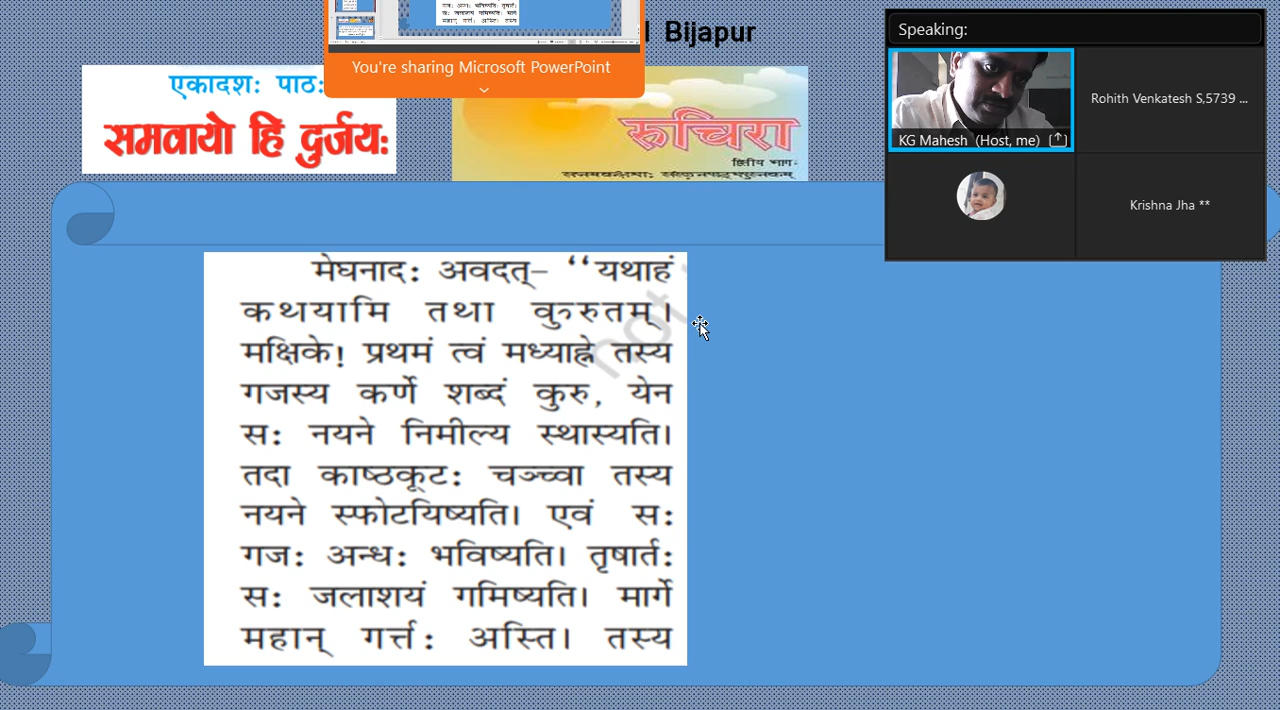 Bijapur
You're sharing Microsoft PowerPoint
Speaking:
KG Mahesh (Host, me)
Rohith Venkatesh S,5739 ...
Krishna Jha **
एकादशः पाठः
समवायो हि दुर्जयः
रुचिरा
द्वितीयो भागः
मेघनादः अवदत्– “यथाहं
कथयामि तथा कुरुतम्।
मक्षिके! प्रथमं त्वं मध्याह्ने तस्य
गजस्य कर्णे शब्दं कुरु, येन
सः नयने निमील्य स्थास्यति।
तदा काष्ठकूटः चञ्च्वा तस्य
नयने स्फोटयिष्यति। एवं सः
गजः अन्धः भविष्यति। तृषार्तः
सः जलाशयं गमिष्यति। मार्गे
महान् गर्त्तः अस्ति। तस्य
not